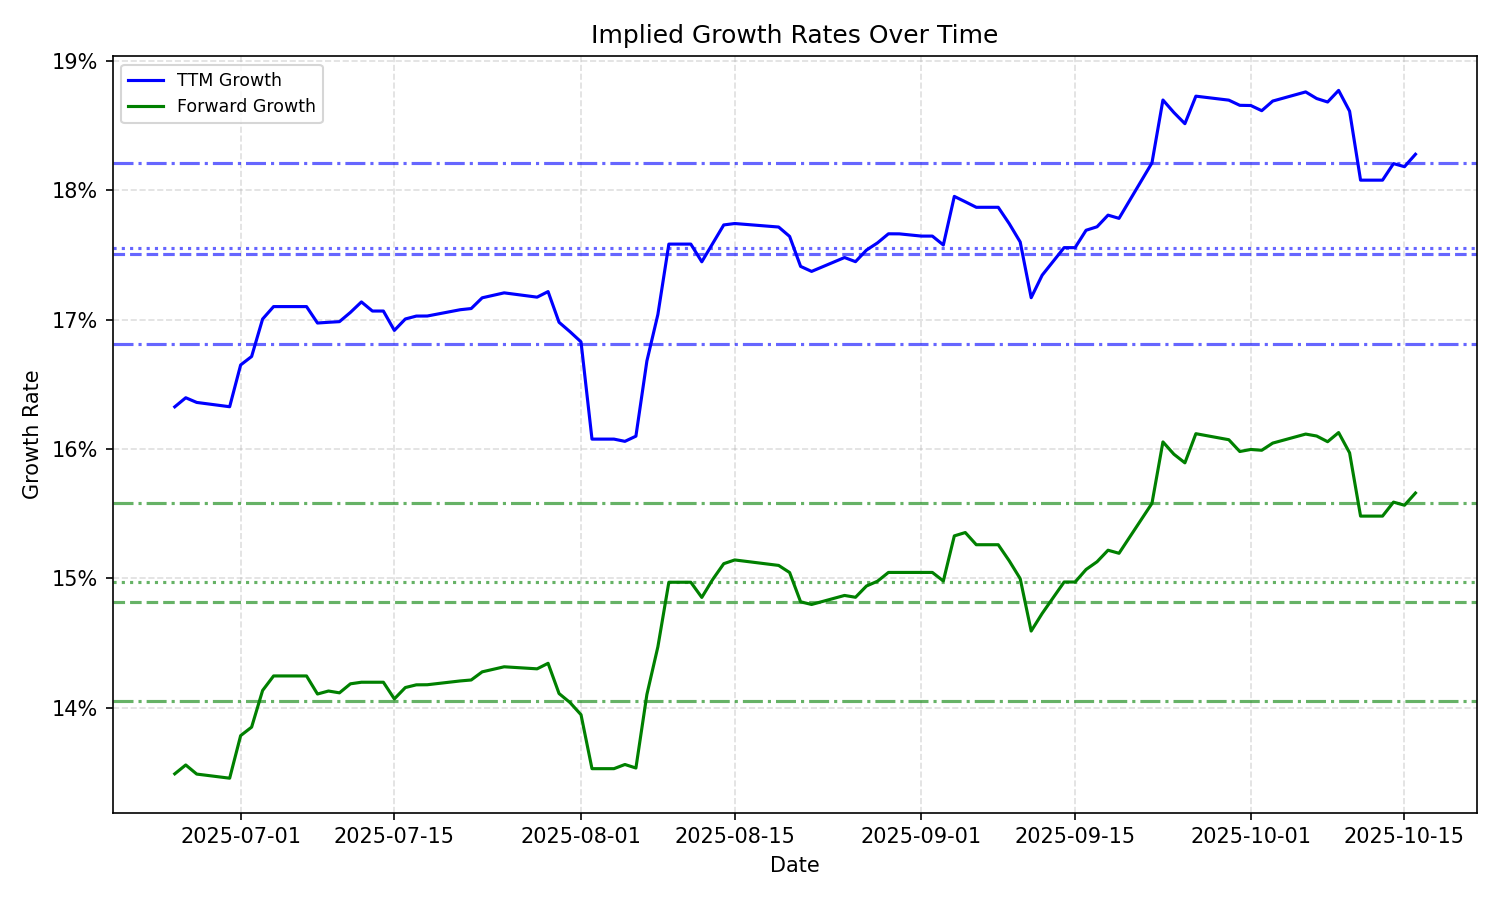 Implied Growth Rates Over Time
TTM Growth
Forward Growth
19%
18%
17%
16%
15%
14%
Growth Rate
2025-07-01
2025-07-15
2025-08-01
2025-08-15
2025-09-01
2025-09-15
2025-10-01
2025-10-15
Date